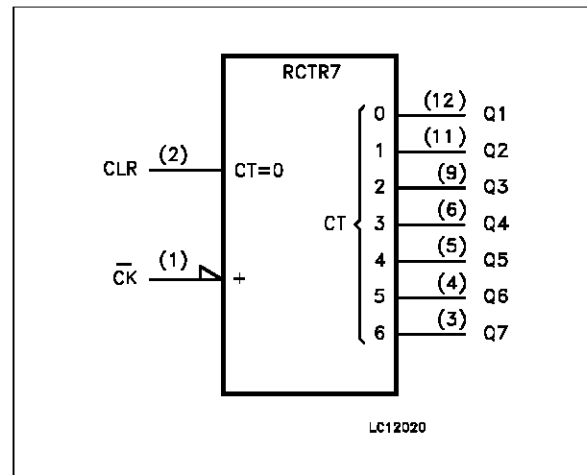 RCTR7
0 (12) Q1
1 (11) Q2
CLR (2) CT=0
2 (9) Q3
CT 3 (6) Q4
4 (5) Q5
C̅K̅ (1) +
5 (4) Q6
6 (3) Q7
LC12020